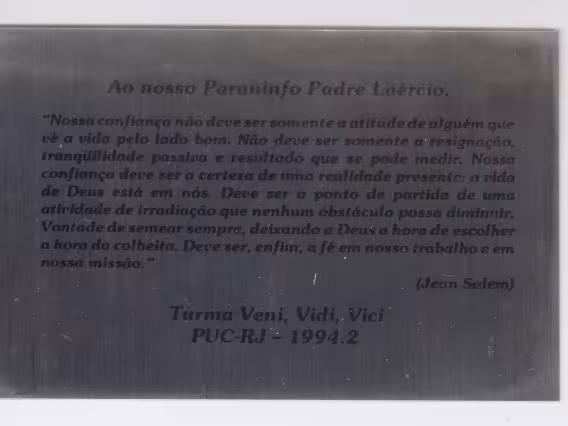 Ao nosso Paraninfo Padre Laércio.
"Nossa confiança não deve ser somente a atitude de alguém que
vê a vida pelo lado bom. Não deve ser somente a resignação,
tranqüilidade passiva e resultado que se pode medir. Nossa
confiança deve ser a certeza de uma realidade presente: a vida
de Deus está em nós. Deve ser o ponto de partida de uma
atividade de irradiação que nenhum obstáculo possa diminuir.
Vontade de semear sempre, deixando a Deus a hora de escolher
a hora da colheita. Deve ser, enfim, a fé em nosso trabalho e em
nossa missão."
(Jean Salem)
Turma Veni, Vidi, Vici
PUC-RJ - 1994.2